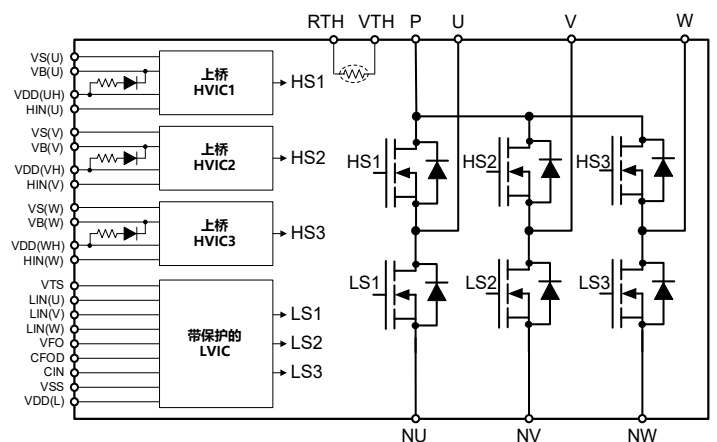 RTH VTH P U V W
VS(U)
VB(U)
VDD(UH)
HIN(U)
上桥
HVIC1
HS1
VS(V)
VB(V)
VDD(VH)
HIN(V)
上桥
HVIC2
HS2
VS(W)
VB(W)
VDD(WH)
HIN(W)
上桥
HVIC3
HS3
VTS
LIN(U)
LIN(V)
LIN(W)
VFO
CFOD
CIN
VSS
VDD(L)
带保护的
LVIC
LS1
LS2
LS3
HS1 HS2 HS3
LS1 LS2 LS3
NU NV NW